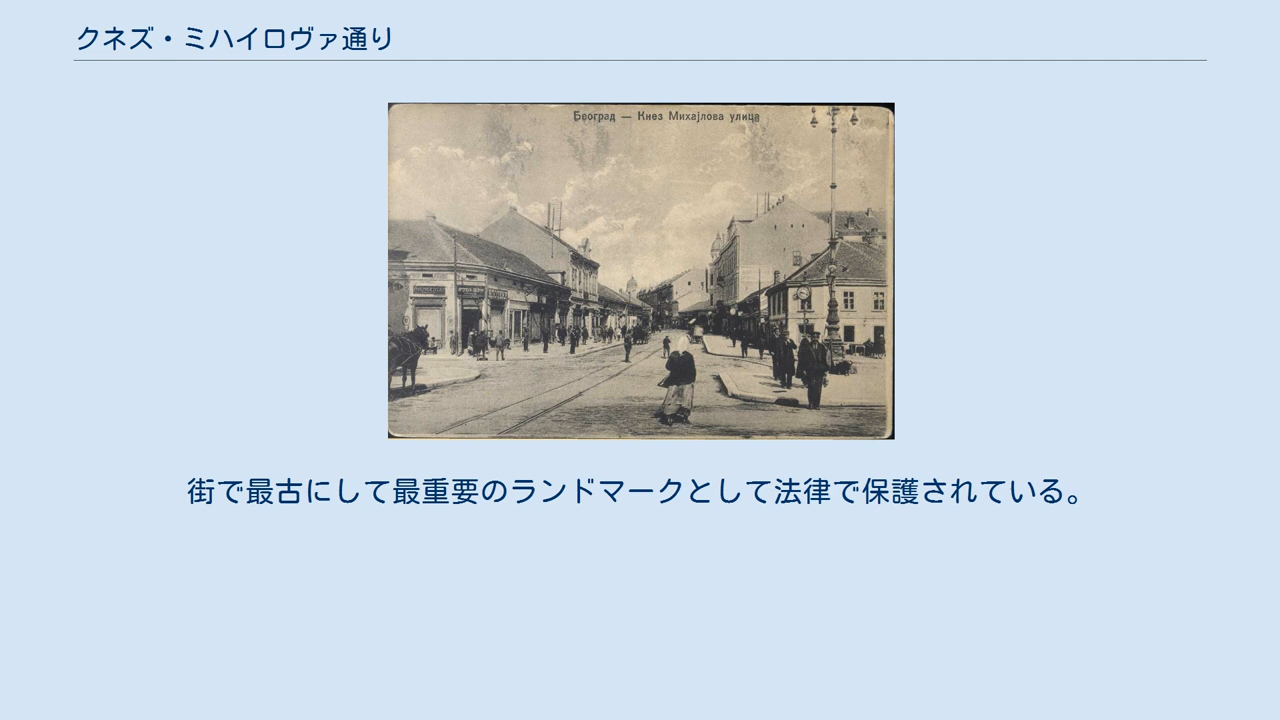 クネズ・ミハイロヴァ通り
Београд — Кнез Михајлова улица
街で最古にして最重要のランドマークとして法律で保護されている。